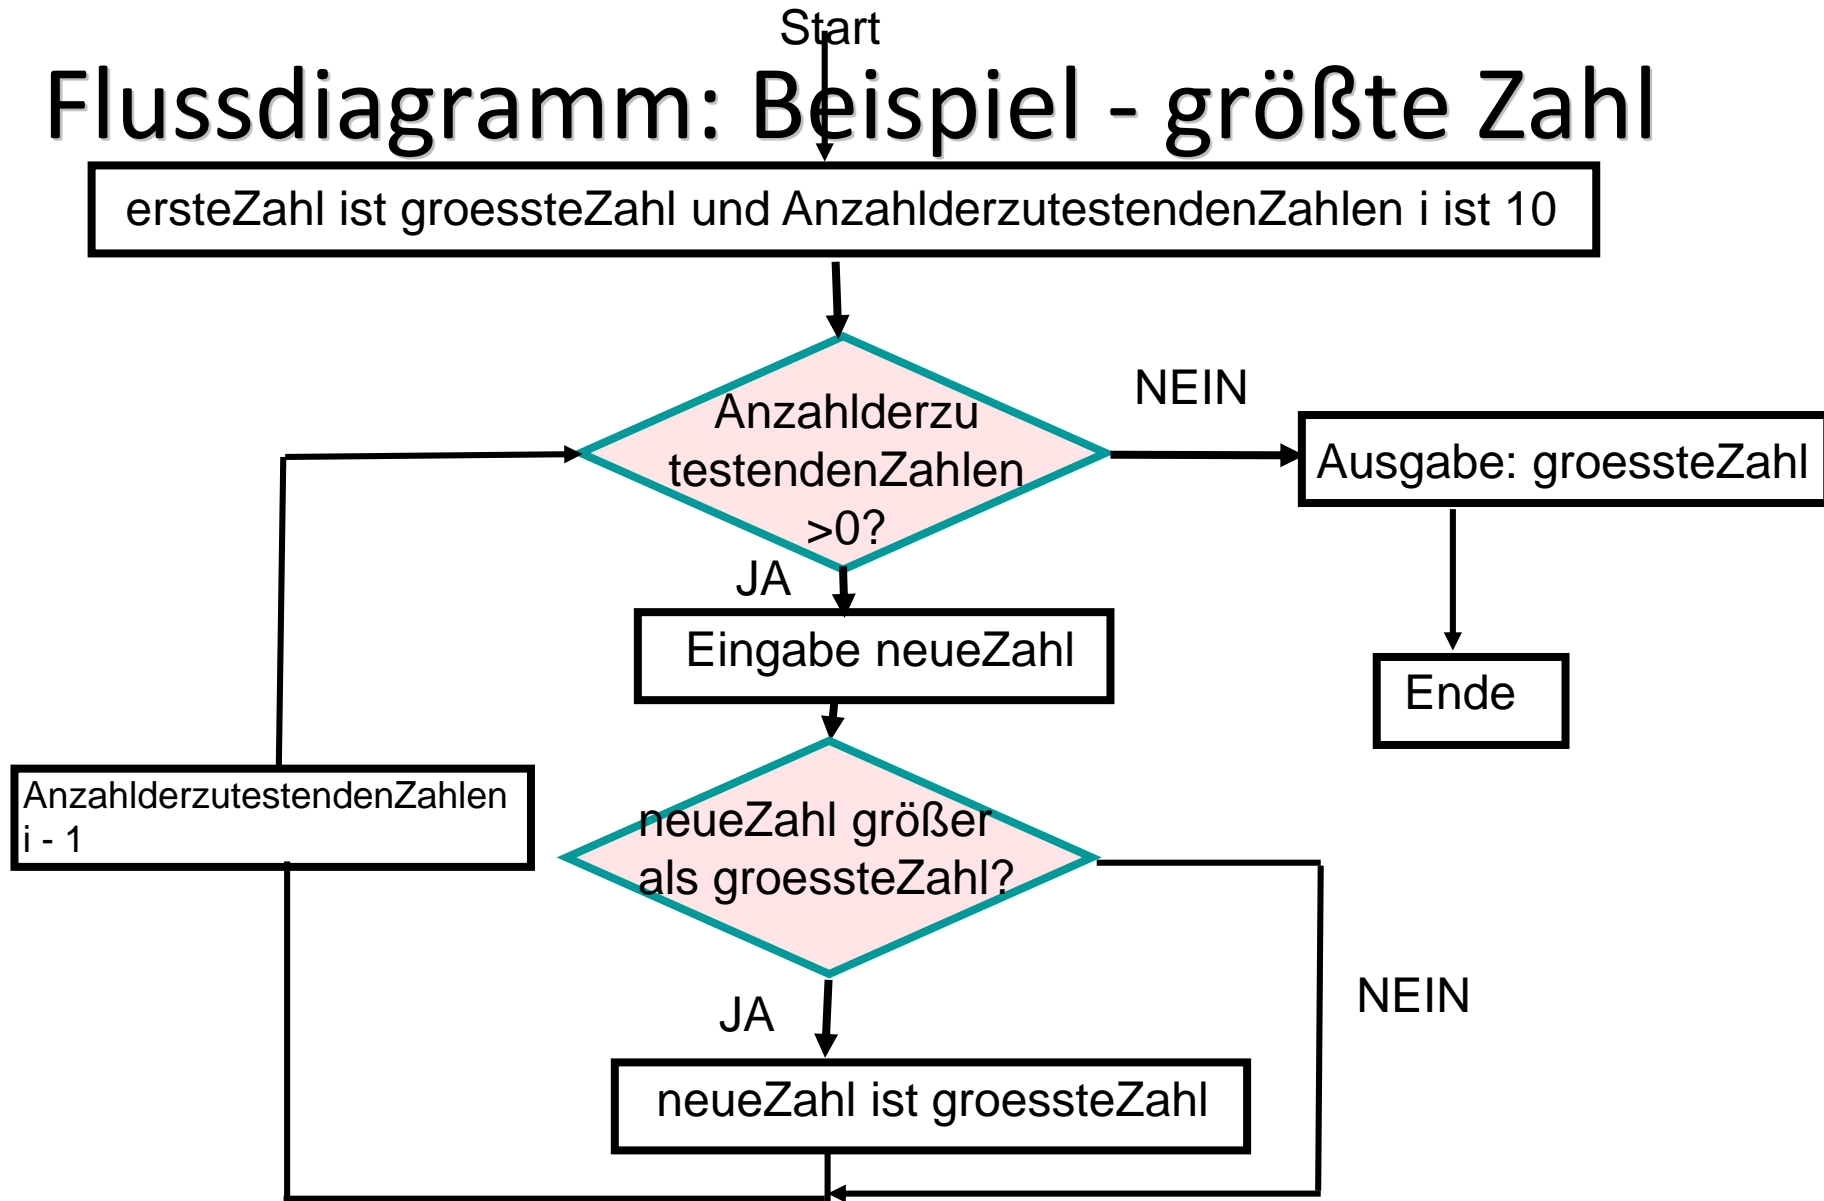 Start
Flussdiagramm: Beispiel - größte Zahl
ersteZahl ist groessteZahl und AnzahlderzutestendenZahlen i ist 10
NEIN
Anzahlderzu
testendenZahlen
>0?
Ausgabe: groessteZahl
JA
Eingabe neueZahl
Ende
AnzahlderzutestendenZahlen
i - 1
neueZahl größer
als groessteZahl?
NEIN
JA
neueZahl ist groessteZahl